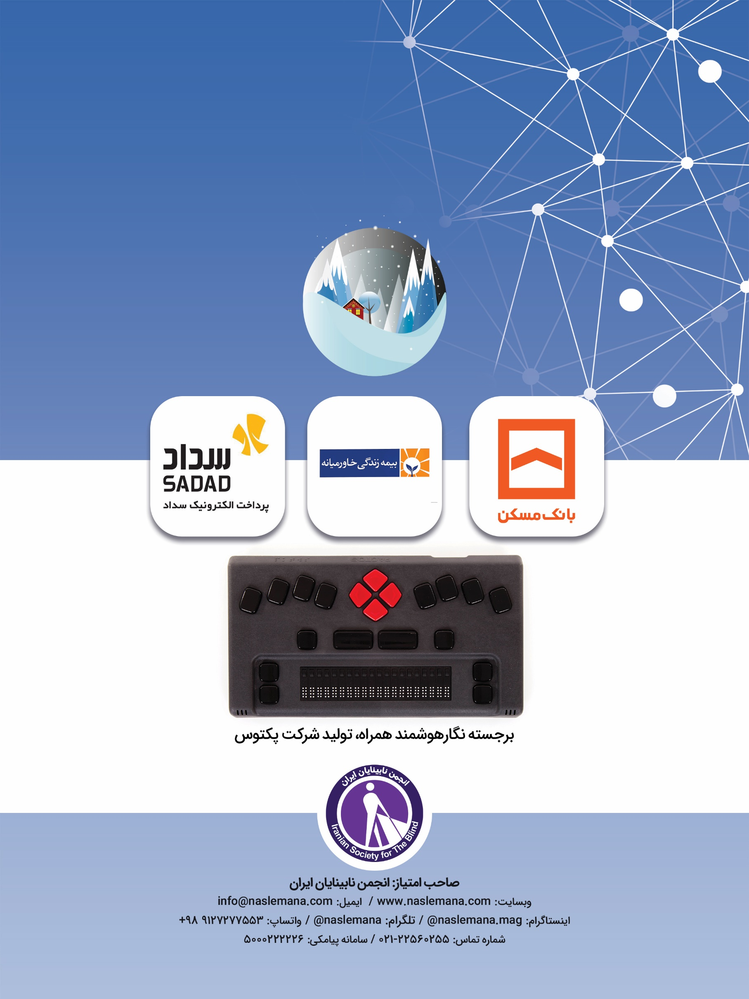 سداد
SADAD
پرداخت الکترونیک سداد
بیمه زندگی خاورمیانه
بانک مسکن
PACTOS
برجسته نگارهوشمند همراه، تولید شرکت پکتوس
انجمن نابینایان ایران
Iranian Society for The Blind
صاحب امتیاز: انجمن نابینایان ایران
وبسایت: www.naslemana.com / ایمیل: info@naslemana.com
اینستاگرام: @naslemana.mag / تلگرام: @naslemana / واتساپ: +۹۸ ۹۱۲۷۲۷۷۵۵۳
شماره تماس: ۰۲۱-۲۲۵۶۰۲۵۵ / سامانه پیامکی: ۵۰۰۰۲۲۲۲۲۶